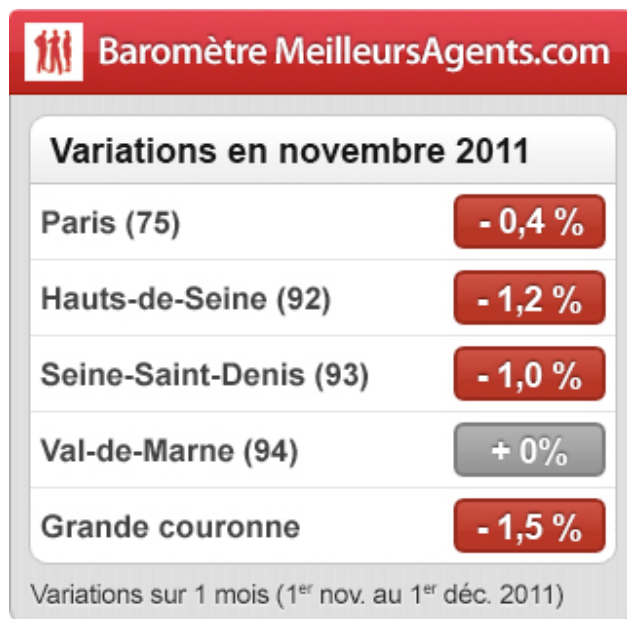 Baromètre MeilleursAgents.com
Variations en novembre 2011
Paris (75) - 0,4 %
Hauts-de-Seine (92) - 1,2 %
Seine-Saint-Denis (93) - 1,0 %
Val-de-Marne (94) + 0%
Grande couronne - 1,5 %
Variations sur 1 mois (1er nov. au 1er déc. 2011)